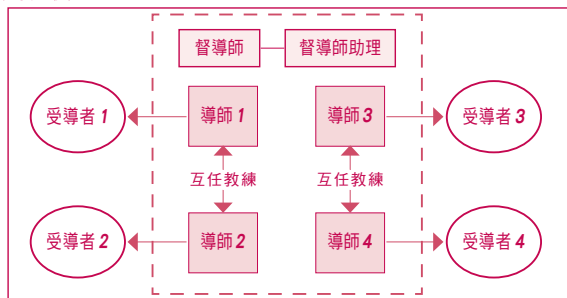 督導師 督導師助理
受導者 1 導師 1 導師 3 受導者 3
互任教練 互任教練
受導者 2 導師 2 導師 4 受導者 4